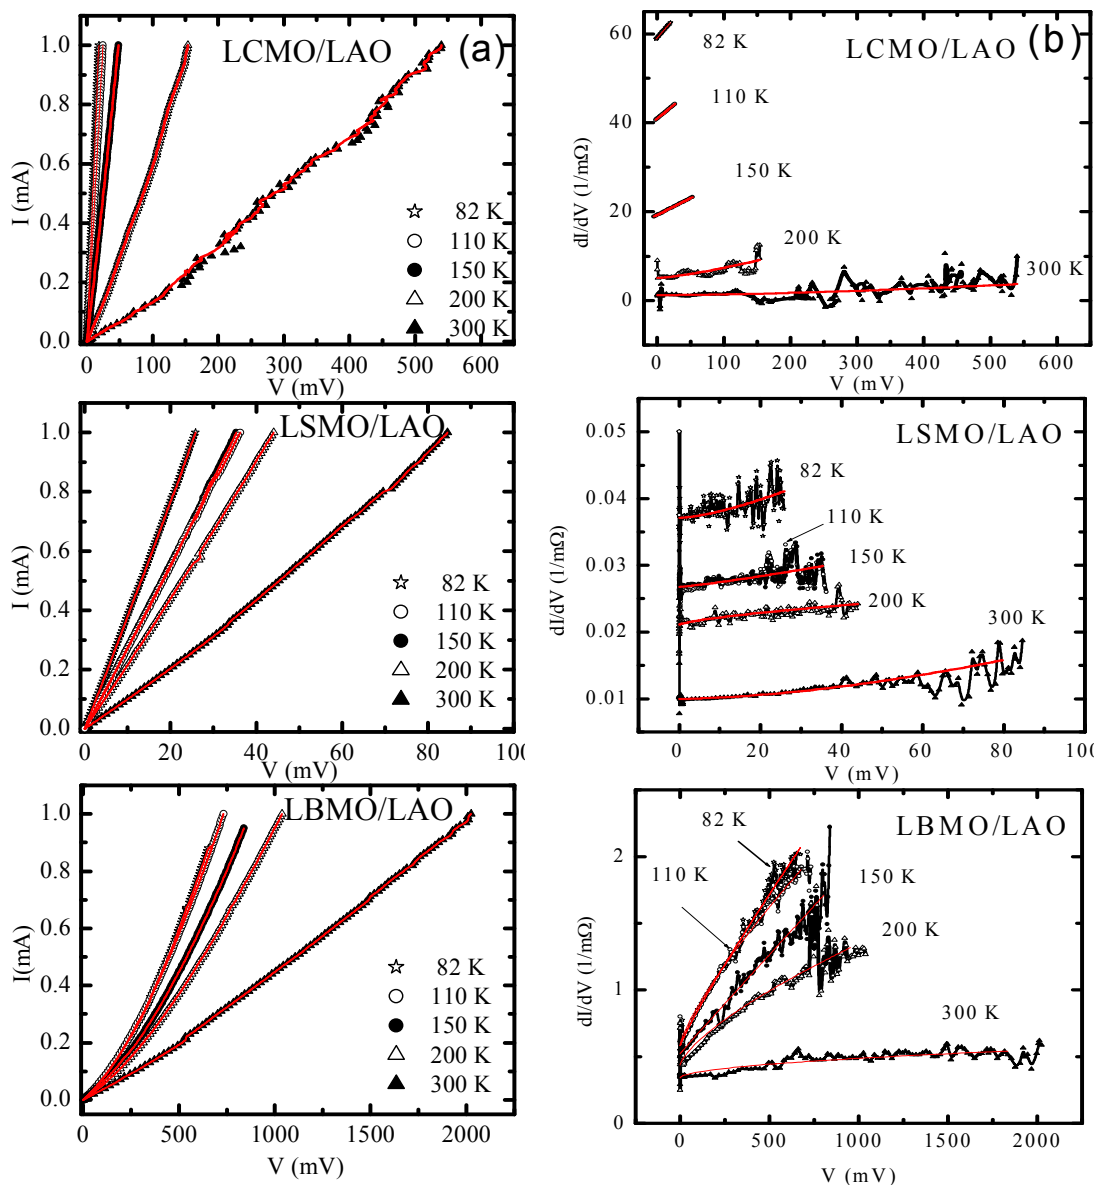 (a)
LCMO/LAO
I (mA)
1.0
0.8
0.6
0.4
0.2
0.0
82 K
110 K
150 K
200 K
300 K
0 100 200 300 400 500 600
V (mV)
(b)
LCMO/LAO
dI/dV (1/mΩ)
60
40
20
0
82 K
110 K
150 K
200 K
300 K
0 100 200 300 400 500 600
V (mV)
LSMO/LAO
I (mA)
1.0
0.8
0.6
0.4
0.2
0.0
82 K
110 K
150 K
200 K
300 K
0 20 40 60 80 100
V (mV)
LSMO/LAO
dI/dV (1/mΩ)
0.05
0.04
0.03
0.02
0.01
82 K
110 K
150 K
200 K
300 K
0 20 40 60 80 100
V (mV)
LBMO/LAO
I(mA)
1.0
0.8
0.6
0.4
0.2
0.0
82 K
110 K
150 K
200 K
300 K
0 500 1000 1500 2000
V (mV)
LBMO/LAO
dI/dV (1/mΩ)
2
1
0
82 K
110 K
150 K
200 K
300 K
0 500 1000 1500 2000
V (mV)